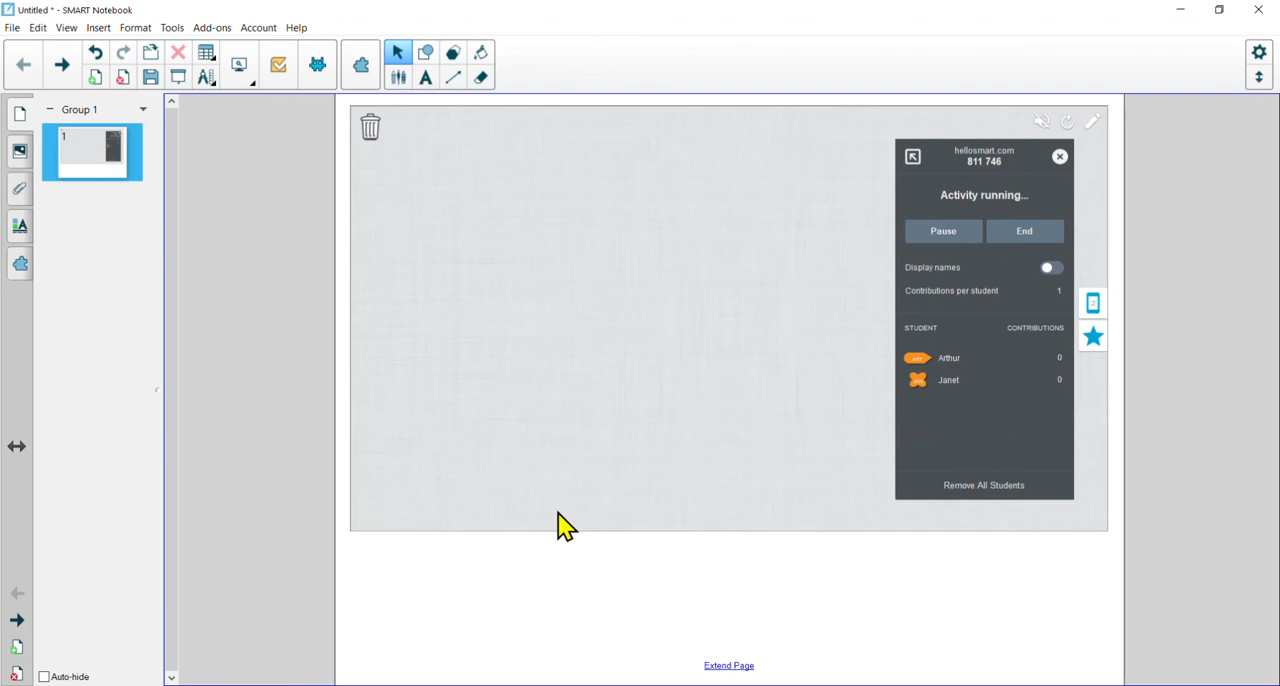 Untitled * - SMART Notebook
File Edit View Insert Format Tools Add-ons Account Help
Group 1
1
hellosmart.com
811 746
Activity running...
Pause End
Display names
Contributions per student 1
2
STUDENT CONTRIBUTIONS
Arthur 0
Janet 0
Remove All Students
Extend Page
Auto-hide